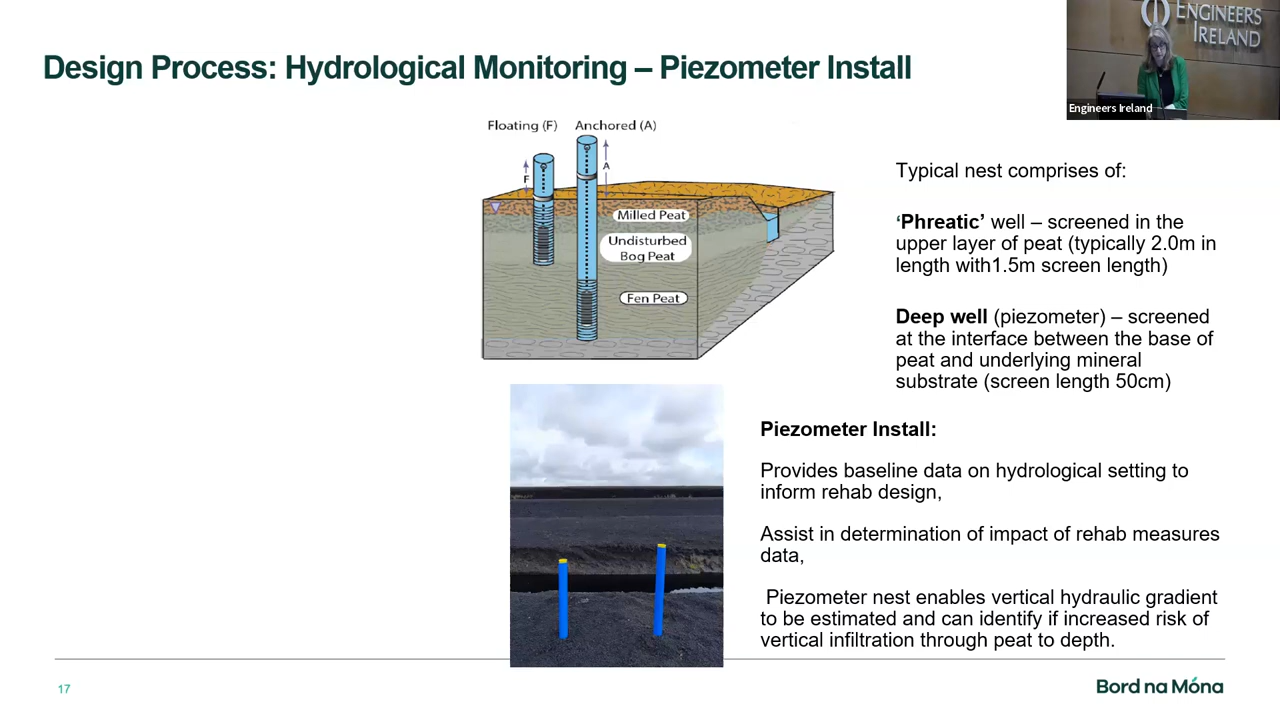 Design Process: Hydrological Monitoring – Piezometer Install
ENGINEERS
IRELAND
Engineers Ireland
Floating (F)
Anchored (A)
F
A
Milled Peat
Undisturbed
Bog Peat
Fen Peat
Typical nest comprises of:
‘Phreatic’ well – screened in the
upper layer of peat (typically 2.0m in
length with1.5m screen length)
Deep well (piezometer) – screened
at the interface between the base of
peat and underlying mineral
substrate (screen length 50cm)
Piezometer Install:
Provides baseline data on hydrological setting to
inform rehab design,
Assist in determination of impact of rehab measures
data,
Piezometer nest enables vertical hydraulic gradient
to be estimated and can identify if increased risk of
vertical infiltration through peat to depth.
17
Bord na Móna